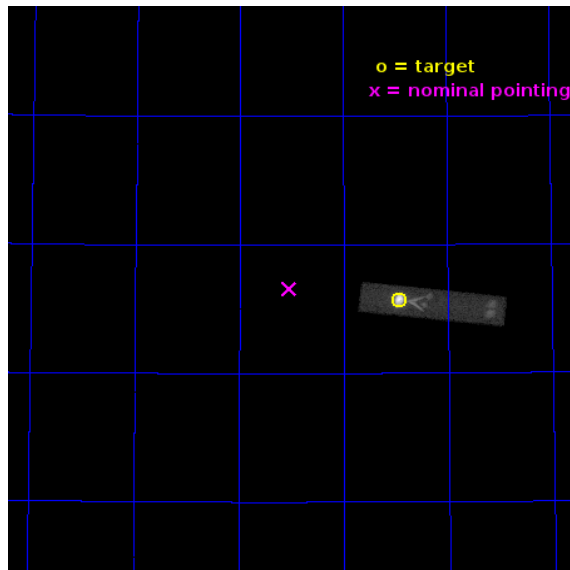 o = target
x = nominal pointing